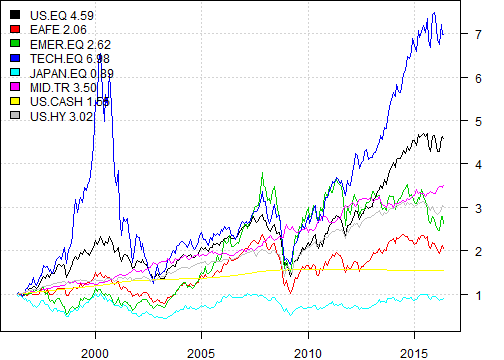 US.EQ 4.59
EAFE 2.06
EMER.EQ 2.62
TECH.EQ 6.98
JAPAN.EQ 0.89
MID.TR 3.50
US.CASH
US.HY 3.02
7
6
5
4
3
2
1
2000 2005 2010 2015